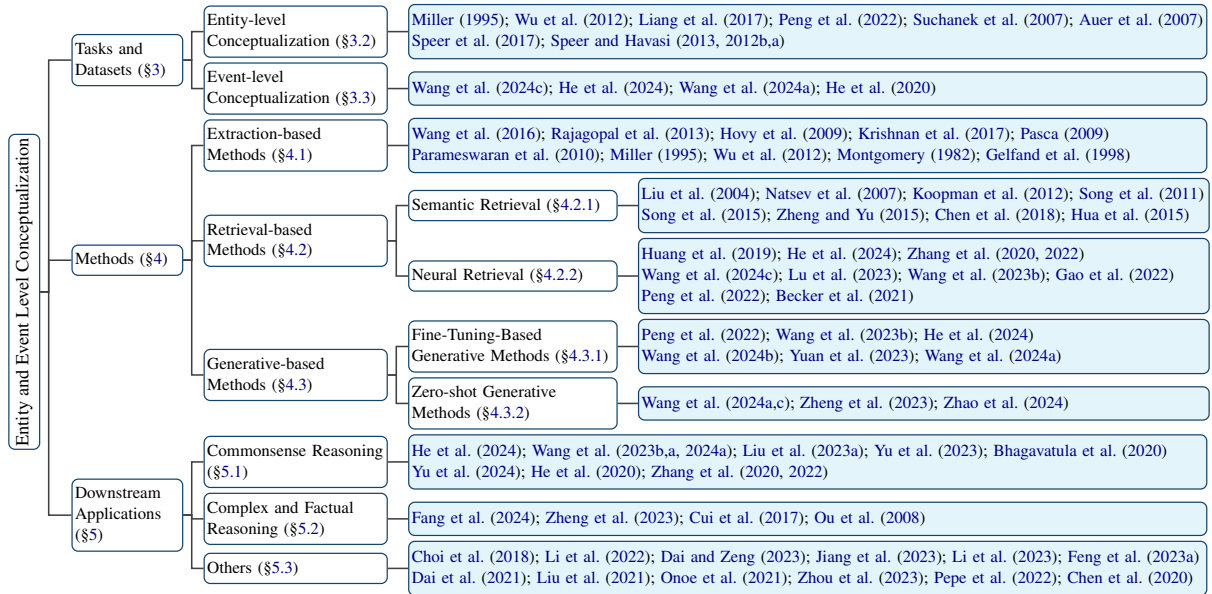 Entity and Event Level Conceptualization
Tasks and
Datasets (§3)
Entity-level
Conceptualization (§3.2)
Miller (1995); Wu et al. (2012); Liang et al. (2017); Peng et al. (2022); Suchanek et al. (2007); Auer et al. (2007)
Speer et al. (2017); Speer and Havasi (2013, 2012b,a)
Event-level
Conceptualization (§3.3)
Wang et al. (2024c); He et al. (2024); Wang et al. (2024a); He et al. (2020)
Methods (§4)
Extraction-based
Methods (§4.1)
Wang et al. (2016); Rajagopal et al. (2013); Hovy et al. (2009); Krishnan et al. (2017); Pasca (2009)
Parameswaran et al. (2010); Miller (1995); Wu et al. (2012); Montgomery (1982); Gelfand et al. (1998)
Retrieval-based
Methods (§4.2)
Semantic Retrieval (§4.2.1)
Liu et al. (2004); Natsev et al. (2007); Koopman et al. (2012); Song et al. (2011)
Song et al. (2015); Zheng and Yu (2015); Chen et al. (2018); Hua et al. (2015)
Neural Retrieval (§4.2.2)
Huang et al. (2019); He et al. (2024); Zhang et al. (2020, 2022)
Wang et al. (2024c); Lu et al. (2023); Wang et al. (2023b); Gao et al. (2022)
Peng et al. (2022); Becker et al. (2021)
Generative-based
Methods (§4.3)
Fine-Tuning-Based
Generative Methods (§4.3.1)
Peng et al. (2022); Wang et al. (2023b); He et al. (2024)
Wang et al. (2024b); Yuan et al. (2023); Wang et al. (2024a)
Zero-shot Generative
Methods (§4.3.2)
Wang et al. (2024a,c); Zheng et al. (2023); Zhao et al. (2024)
Downstream
Applications
(§5)
Commonsense Reasoning
(§5.1)
He et al. (2024); Wang et al. (2023b,a, 2024a); Liu et al. (2023a); Yu et al. (2023); Bhagavatula et al. (2020)
Yu et al. (2024); He et al. (2020); Zhang et al. (2020, 2022)
Complex and Factual
Reasoning (§5.2)
Fang et al. (2024); Zheng et al. (2023); Cui et al. (2017); Ou et al. (2008)
Others (§5.3)
Choi et al. (2018); Li et al. (2022); Dai and Zeng (2023); Jiang et al. (2023); Li et al. (2023); Feng et al. (2023a)
Dai et al. (2021); Liu et al. (2021); Onoe et al. (2021); Zhou et al. (2023); Pepe et al. (2022); Chen et al. (2020)